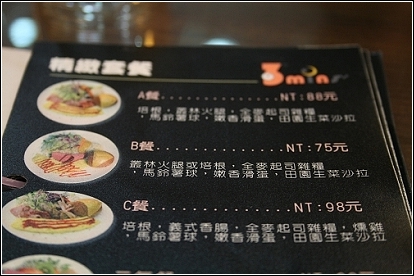 精緻套餐
3min
A餐...............NT:88元
培根，叢林火腿，全麥起司雜糧
，馬鈴薯球，嫩香滑蛋，田園生菜沙拉
B餐...............NT:75元
叢林火腿或培根，全麥起司雜糧
，馬鈴薯球，嫩香滑蛋，田園生菜沙拉
C餐...............NT:98元
培根，義式香腸，全麥起司雜糧，燻雞
，馬鈴薯球，嫩香滑蛋，田園生菜沙拉